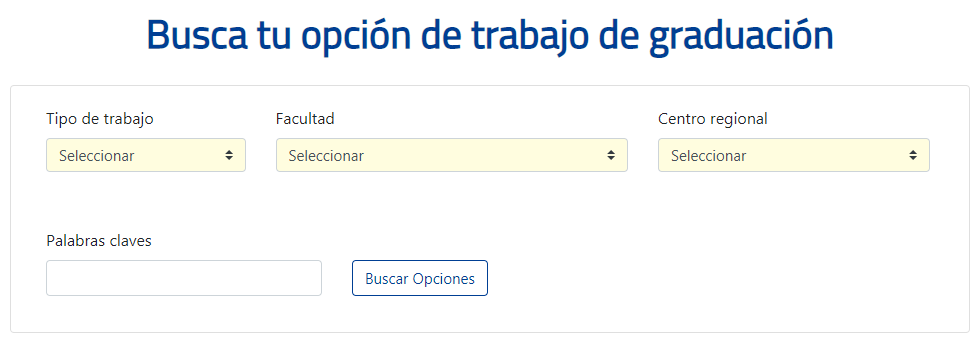 Busca tu opción de trabajo de graduación
Tipo de trabajo Facultad Centro regional
Seleccionar Seleccionar Seleccionar
Palabras claves
Buscar Opciones